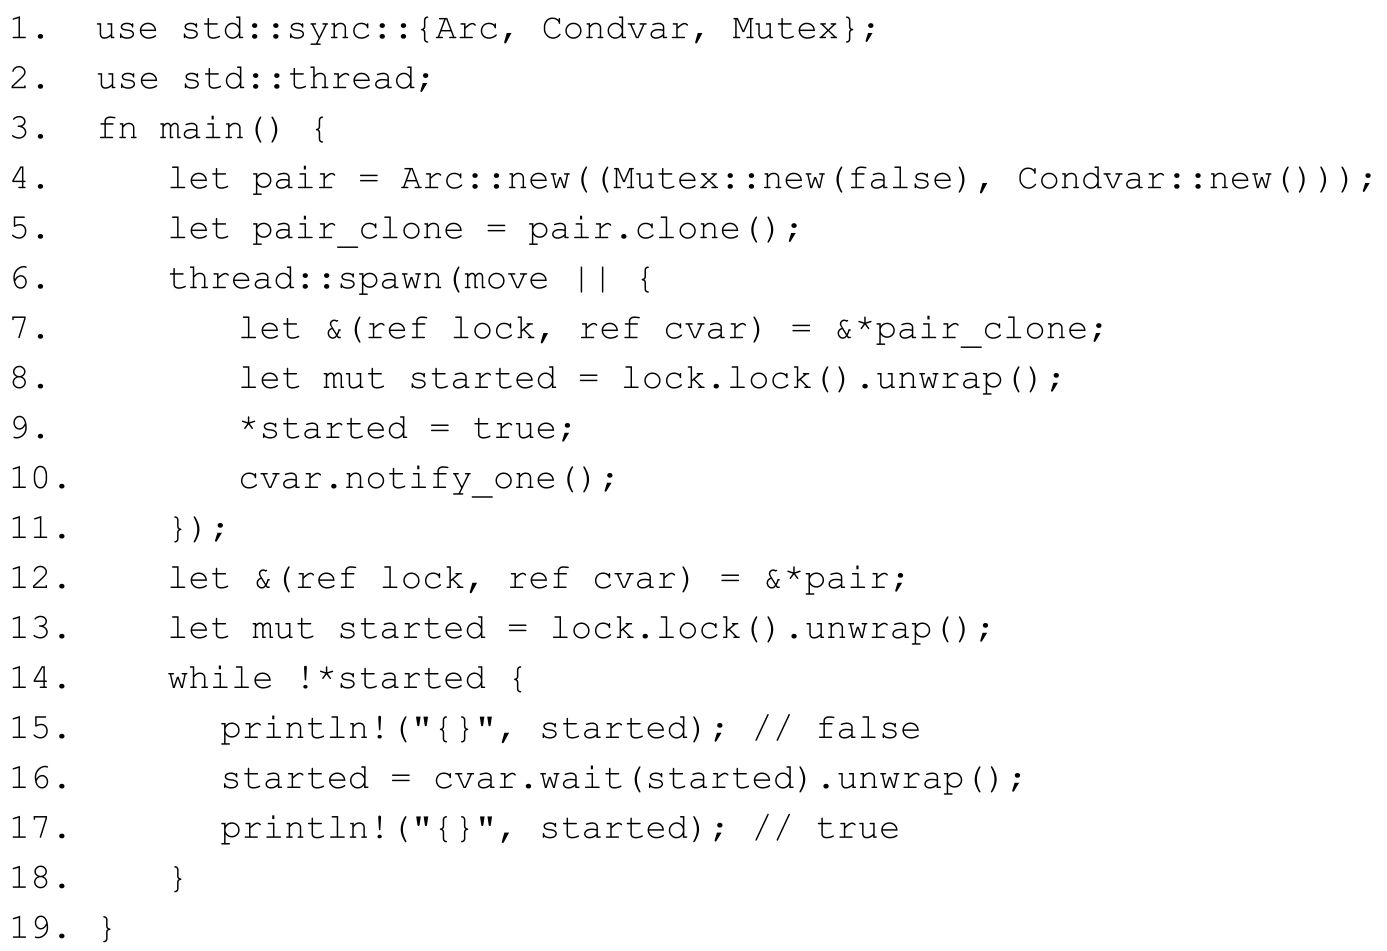 1. use std::sync::{Arc, Condvar, Mutex};
2. use std::thread;
3. fn main() {
4. let pair = Arc::new((Mutex::new(false), Condvar::new()));
5. let pair_clone = pair.clone();
6. thread::spawn(move || {
7. let &(ref lock, ref cvar) = &*pair_clone;
8. let mut started = lock.lock().unwrap();
9. *started = true;
10. cvar.notify_one();
11. });
12. let &(ref lock, ref cvar) = &*pair;
13. let mut started = lock.lock().unwrap();
14. while !*started {
15. println!("{}", started); // false
16. started = cvar.wait(started).unwrap();
17. println!("{}", started); // true
18. }
19. }